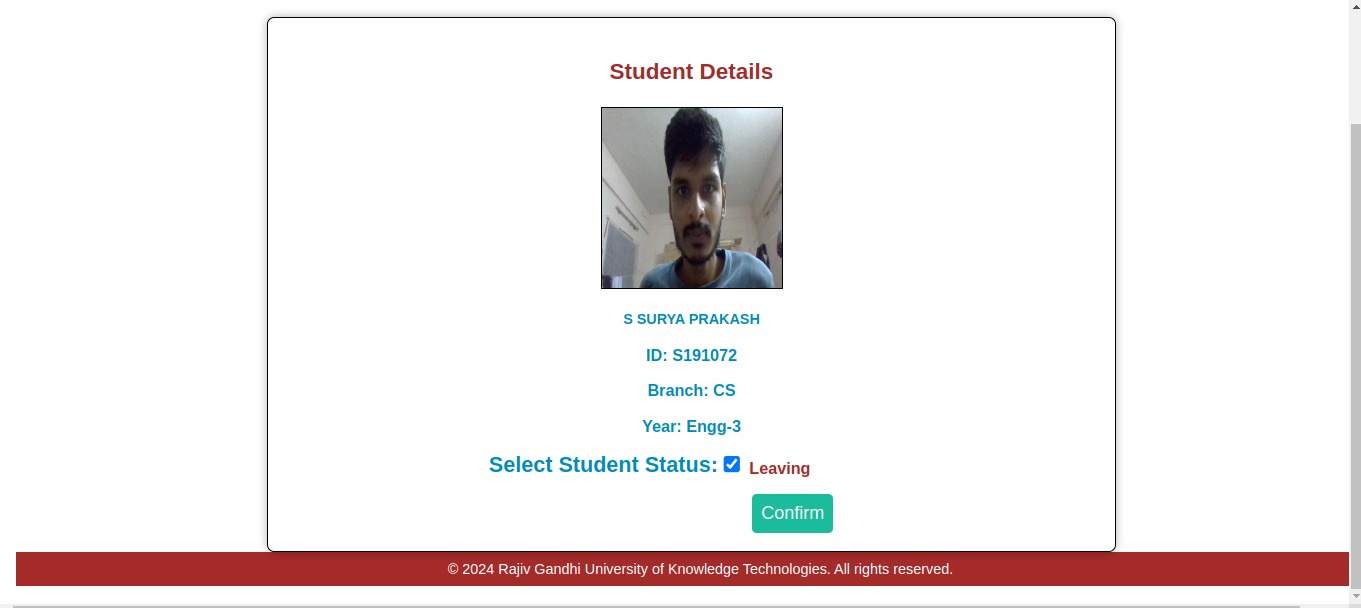 Student Details
S SURYA PRAKASH
ID: S191072
Branch: CS
Year: Engg-3
Select Student Status: Leaving
Confirm
© 2024 Rajiv Gandhi University of Knowledge Technologies. All rights reserved.